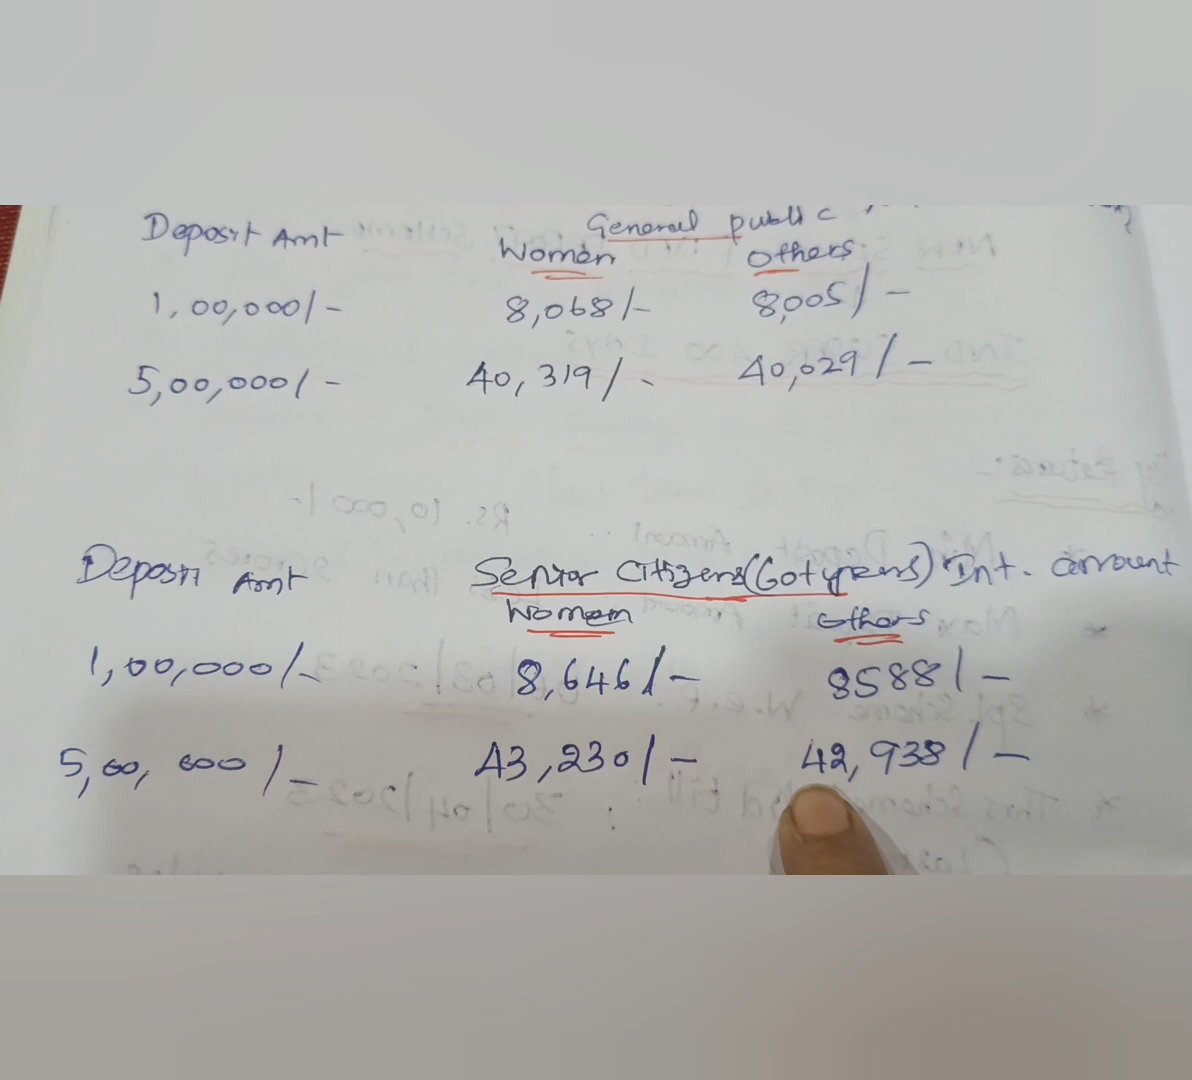 Deposit Amt General public
Women Others
1,00,000/- 8,068/- 8,005/-
5,00,000/- 40,319/- 40,029/-
Deposit Amt Senior Citizens(60+years) Int. amount
Women others
1,00,000/- 8,646/- 8588/-
5,00,000/- 43,230/- 42,938/-